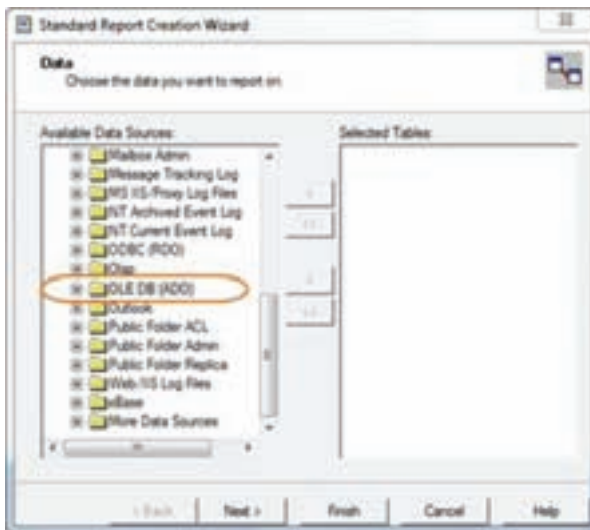 Standard Report Creation Wizard
Data
Choose the data you want to report on
Available Data Sources:
Selected Tables:
Mailbox Admin
Message Tracking Log
MS IIS/Proxy Log Files
NT Archived Event Log
NT Current Event Log
ODBC (RDO)
Olap
OLE DB (ADO)
Outlook
Public Folder ACL
Public Folder Admin
Public Folder Replica
Web/IIS Log Files
xBase
More Data Sources
< Back
Next >
Finish
Cancel
Help